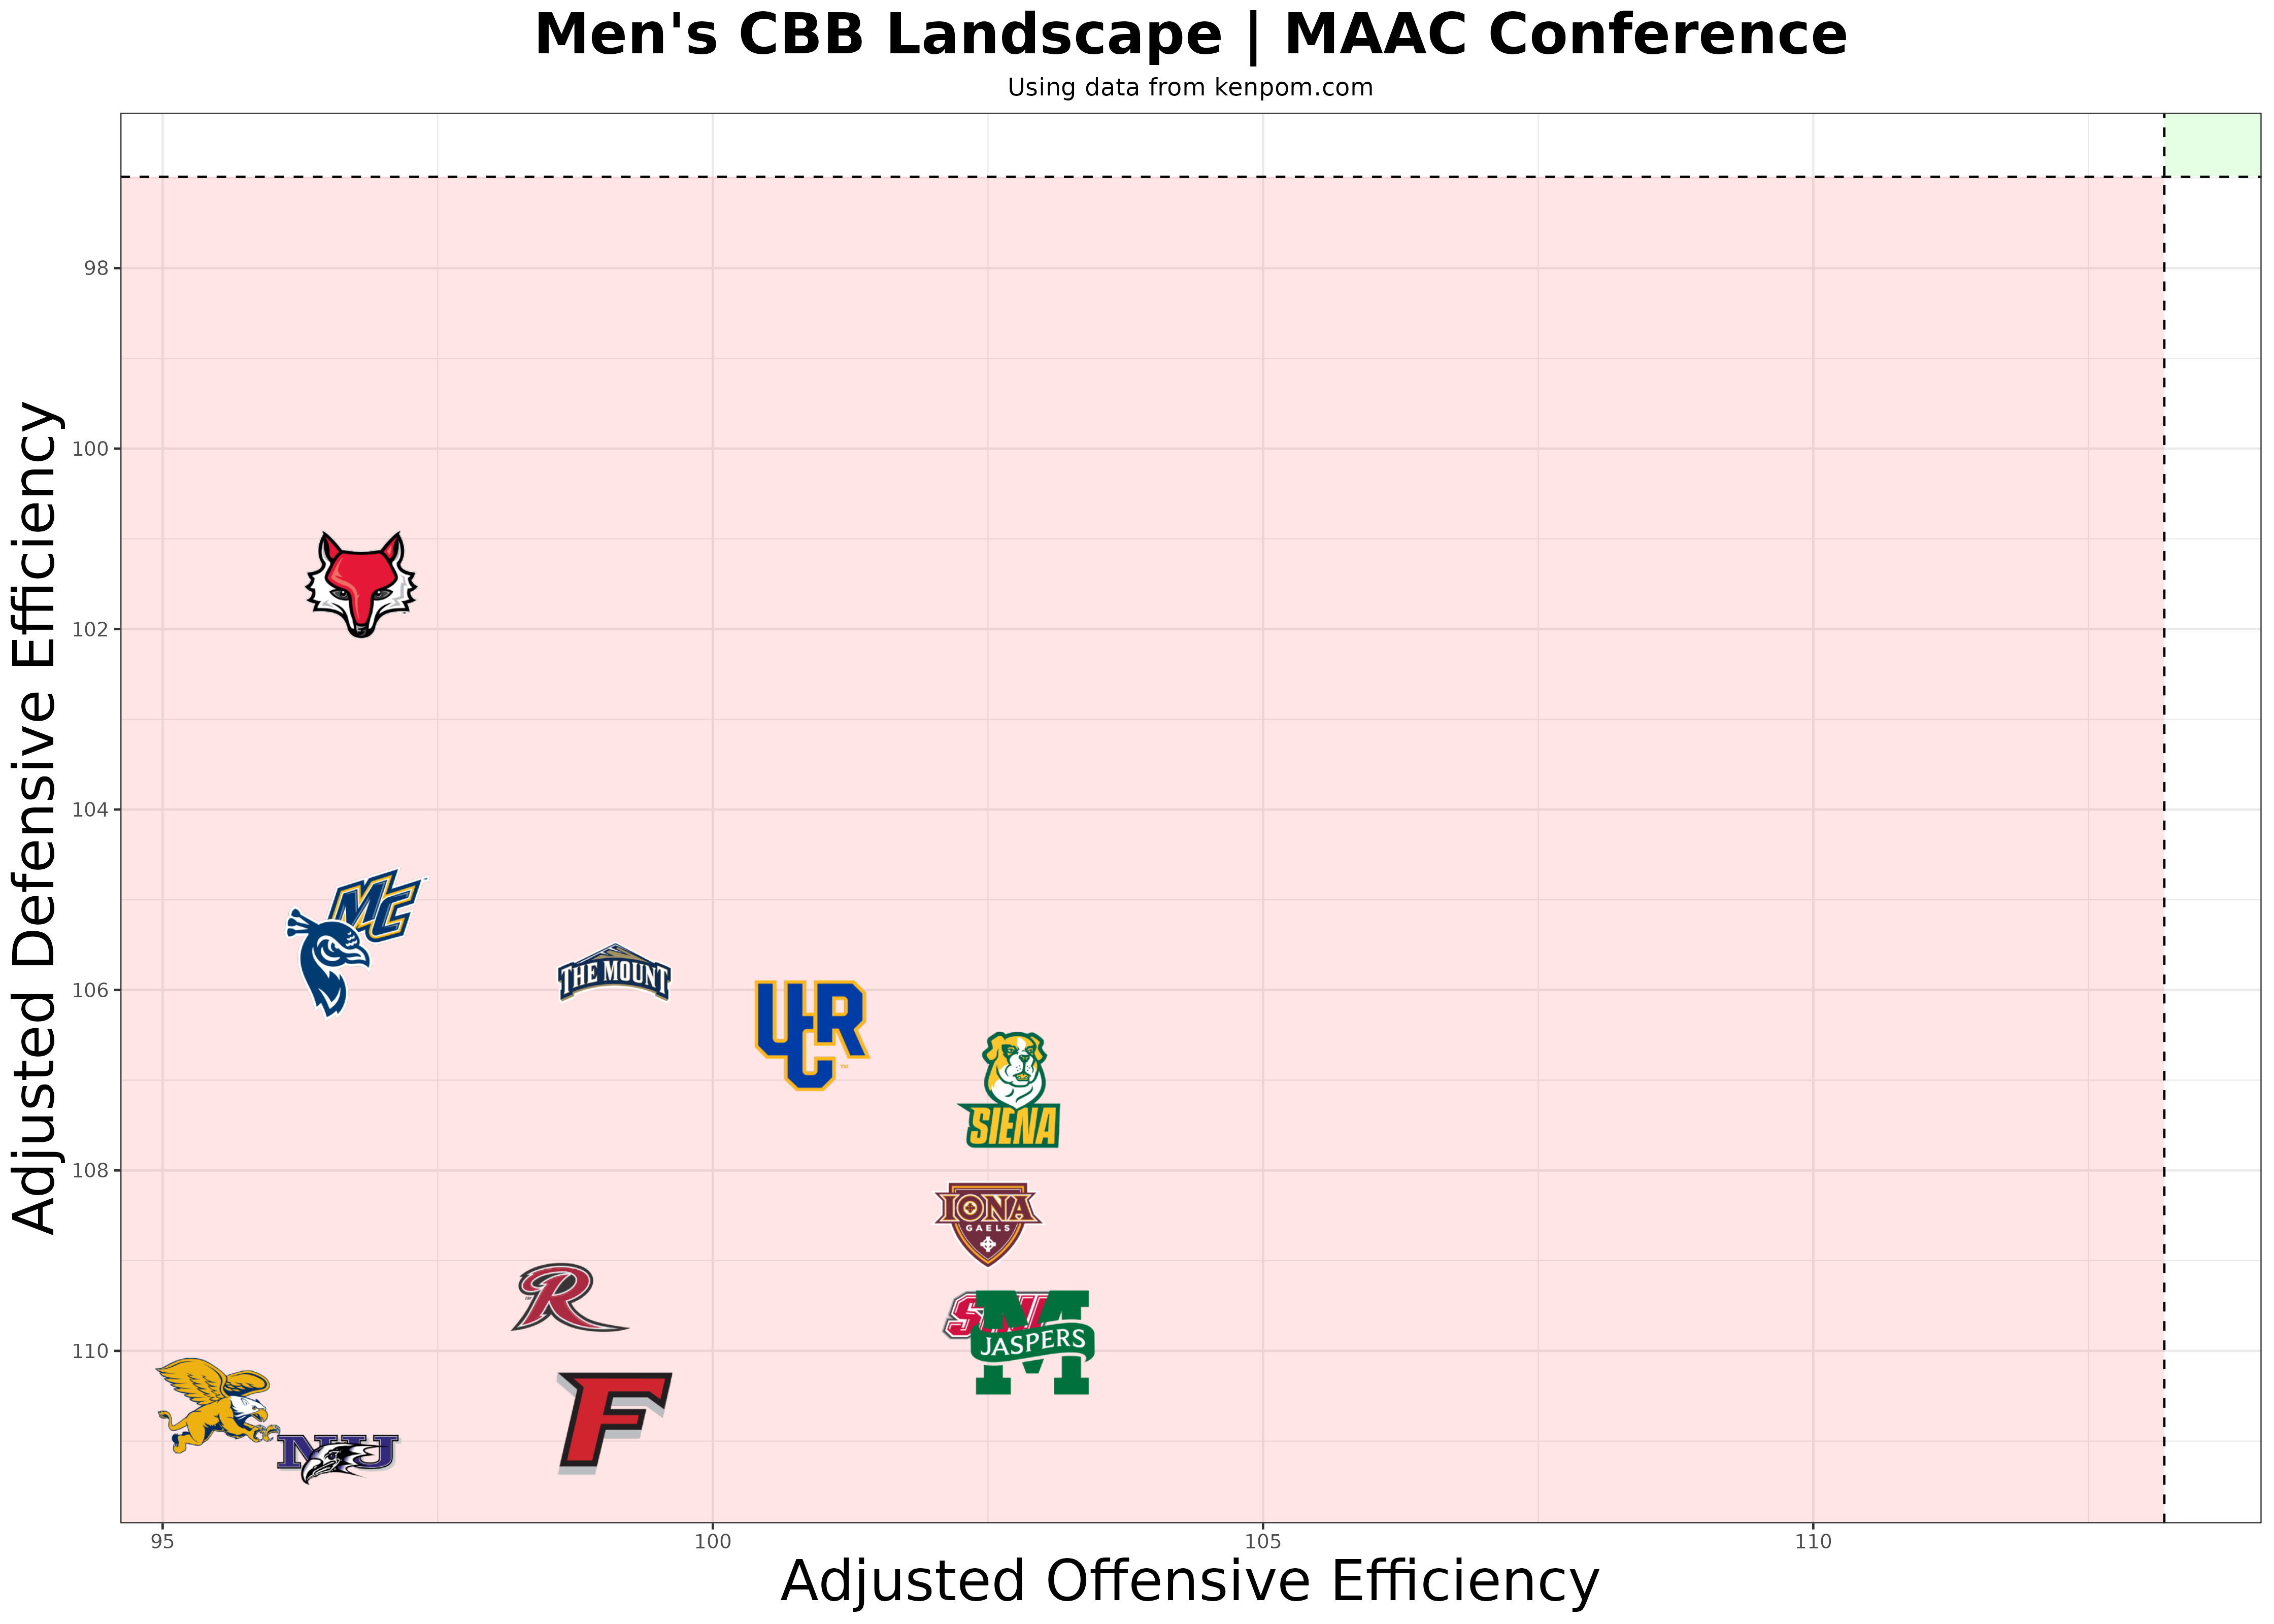 Men's CBB Landscape | MAAC Conference
Using data from kenpom.com
Adjusted Defensive Efficiency
98
100
102
104
106
108
110
MC
THE MOUNT
UCR
SIENA
IONA
GAELS
R
M
JASPERS
F
NU
95
100
105
110
Adjusted Offensive Efficiency